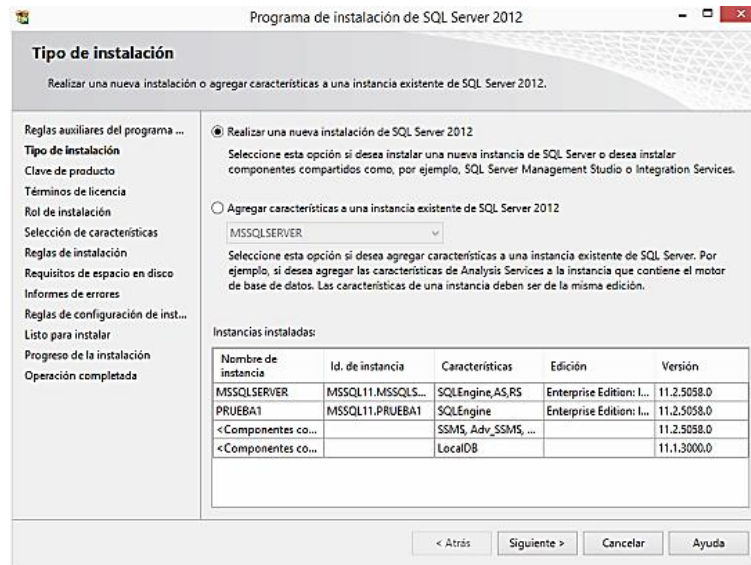 Programa de instalación de SQL Server 2012
Tipo de instalación
Realizar una nueva instalación o agregar características a una instancia existente de SQL Server 2012.
Reglas auxiliares del programa ...
Tipo de instalación
Clave de producto
Términos de licencia
Rol de instalación
Selección de características
Reglas de instalación
Requisitos de espacio en disco
Informes de errores
Reglas de configuración de inst...
Listo para instalar
Progreso de la instalación
Operación completada
Realizar una nueva instalación de SQL Server 2012
Seleccione esta opción si desea instalar una nueva instancia de SQL Server o desea instalar
componentes compartidos como, por ejemplo, SQL Server Management Studio o Integration Services.
Agregar características a una instancia existente de SQL Server 2012
MSSQLSERVER
Seleccione esta opción si desea agregar características a una instancia existente de SQL Server. Por
ejemplo, si desea agregar las características de Analysis Services a la instancia que contiene el motor
de base de datos. Las características de una instancia deben ser de la misma edición.
Instancias instaladas:
Nombre de instancia Id. de instancia Características Edición Versión
MSSQLSERVER MSSQL11.MSSQLS... SQLEngine,AS,RS Enterprise Edition: I... 11.2.5058.0
PRUEBA1 MSSQL11.PRUEBA1 SQLEngine Enterprise Edition: I... 11.2.5058.0
<Componentes co... SSMS, Adv_SSMS, ... 11.2.5058.0
<Componentes co... LocalDB 11.1.3000.0
< Atrás Siguiente > Cancelar Ayuda